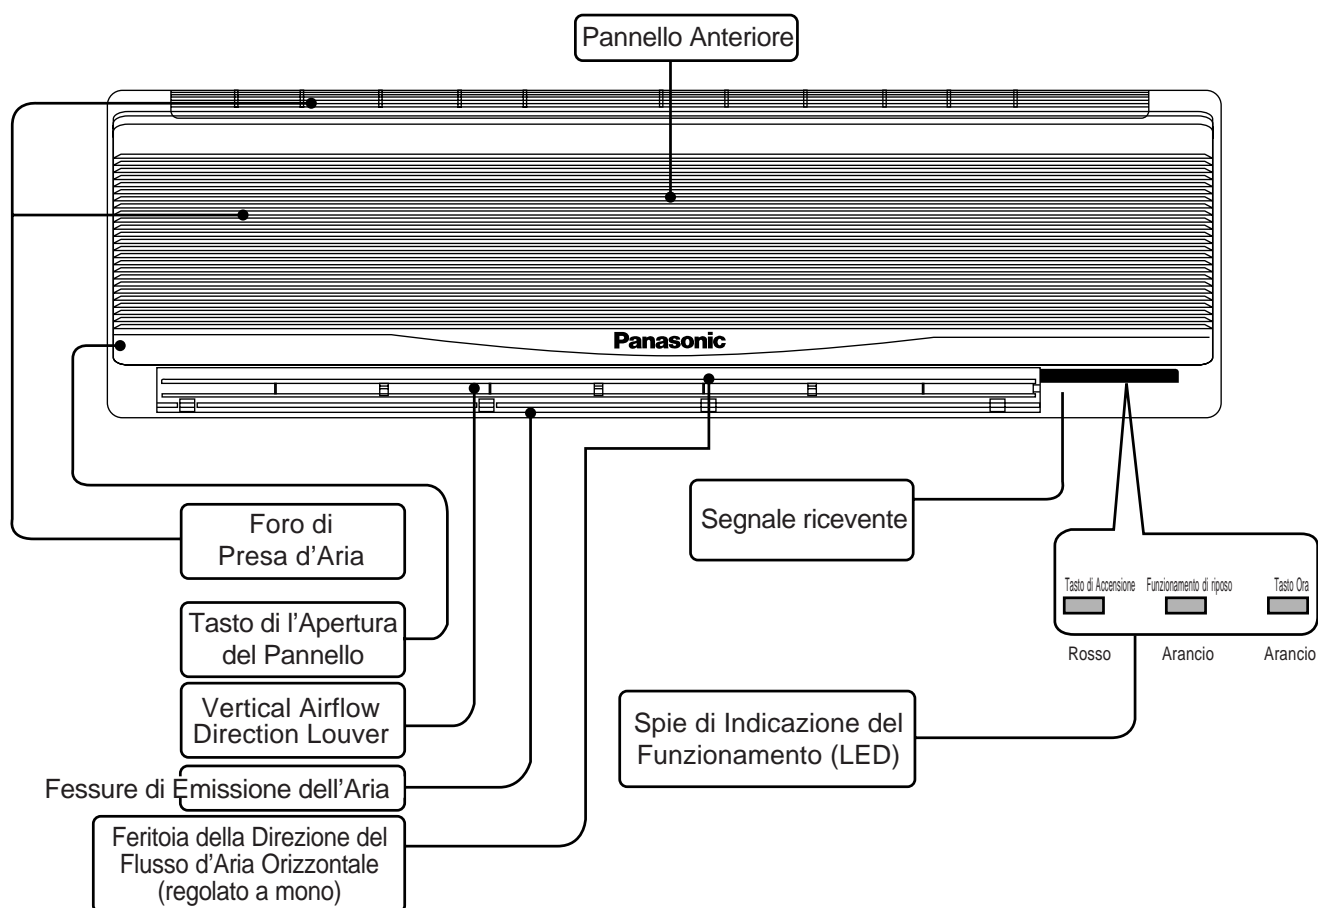 Pannello Anteriore
Panasonic
Foro di
Presa d’Aria
Segnale ricevente
Tasto di Accensione
Funzionamento di riposo
Tasto Ora
Rosso
Arancio
Arancio
Tasto di l’Apertura
del Pannello
Vertical Airflow
Direction Louver
Spie di Indicazione del
Funzionamento (LED)
Fessure di Emissione dell’Aria
Feritoia della Direzione del
Flusso d’Aria Orizzontale
(regolato a mono)